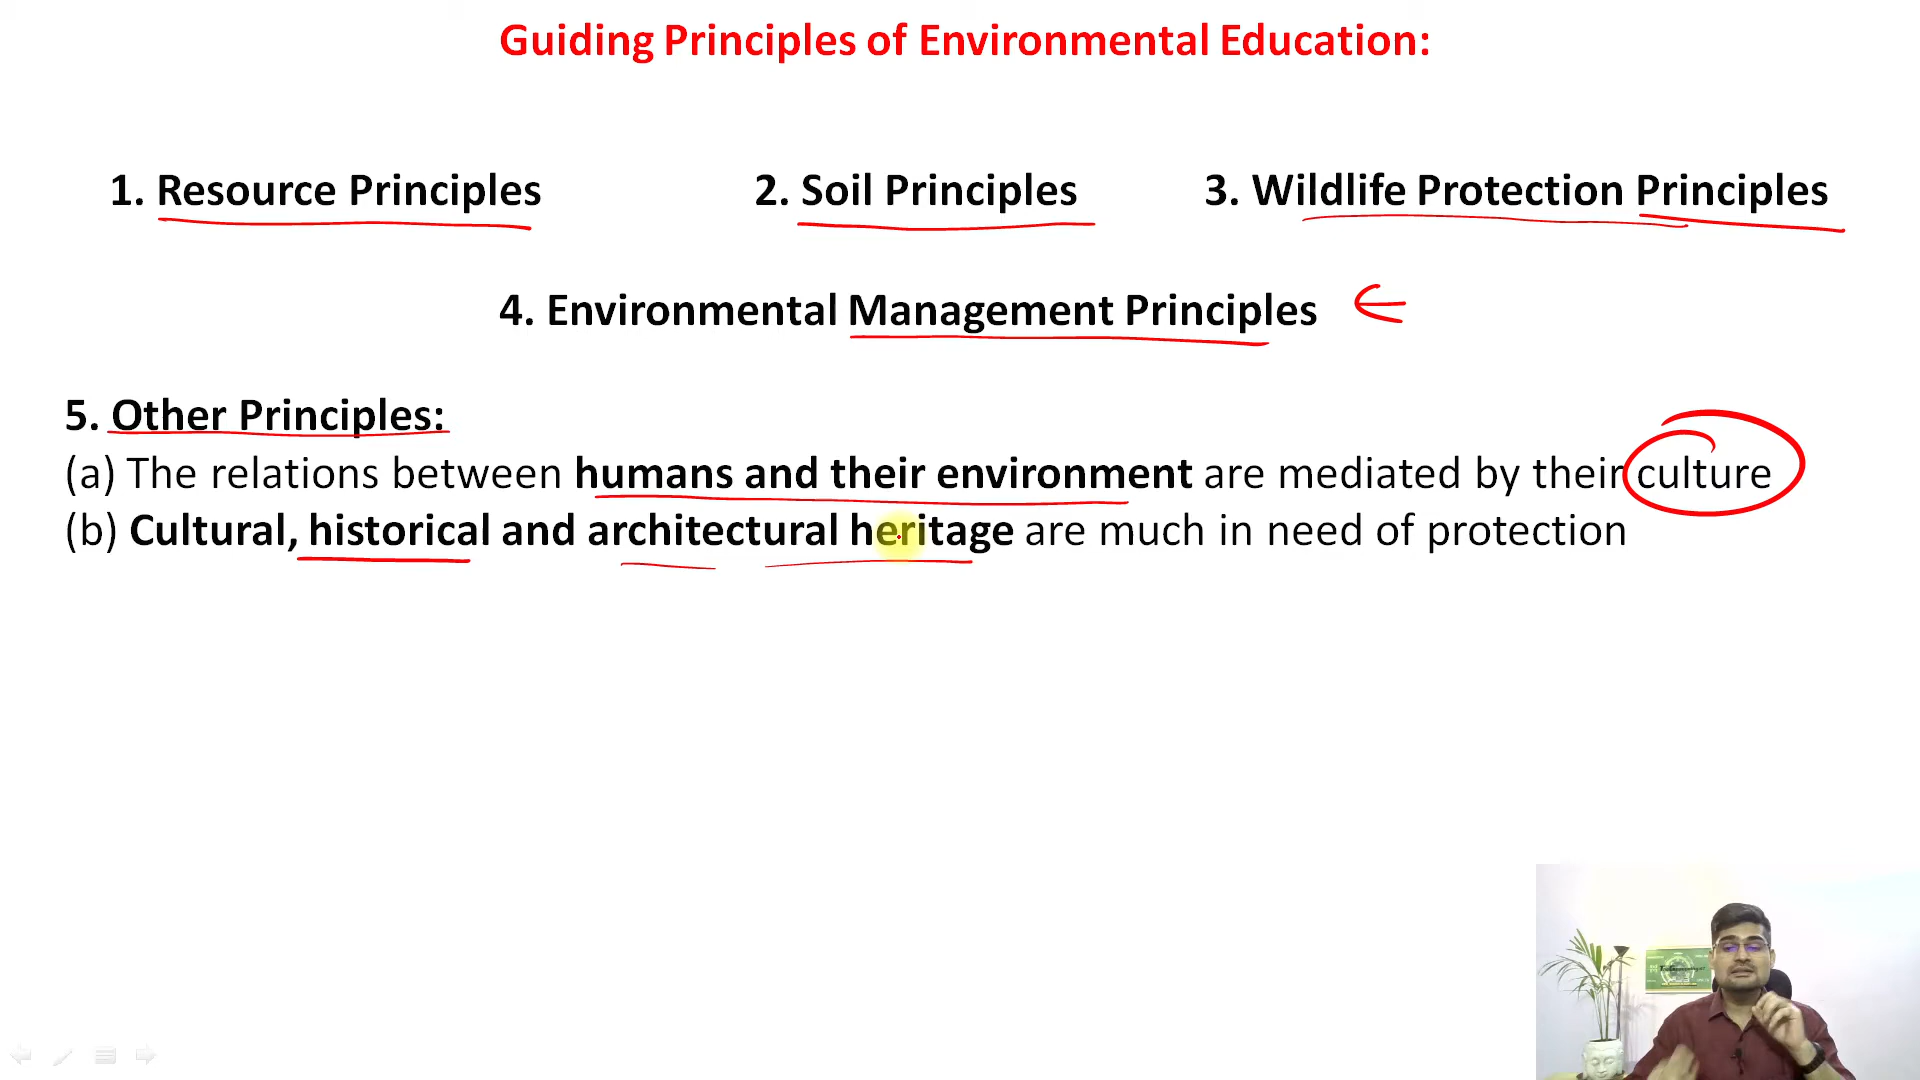 Guiding Principles of Environmental Education:
1. Resource Principles 2. Soil Principles 3. Wildlife Protection Principles
4. Environmental Management Principles
5. Other Principles:
(a) The relations between humans and their environment are mediated by their culture
(b) Cultural, historical and architectural heritage are much in need of protection